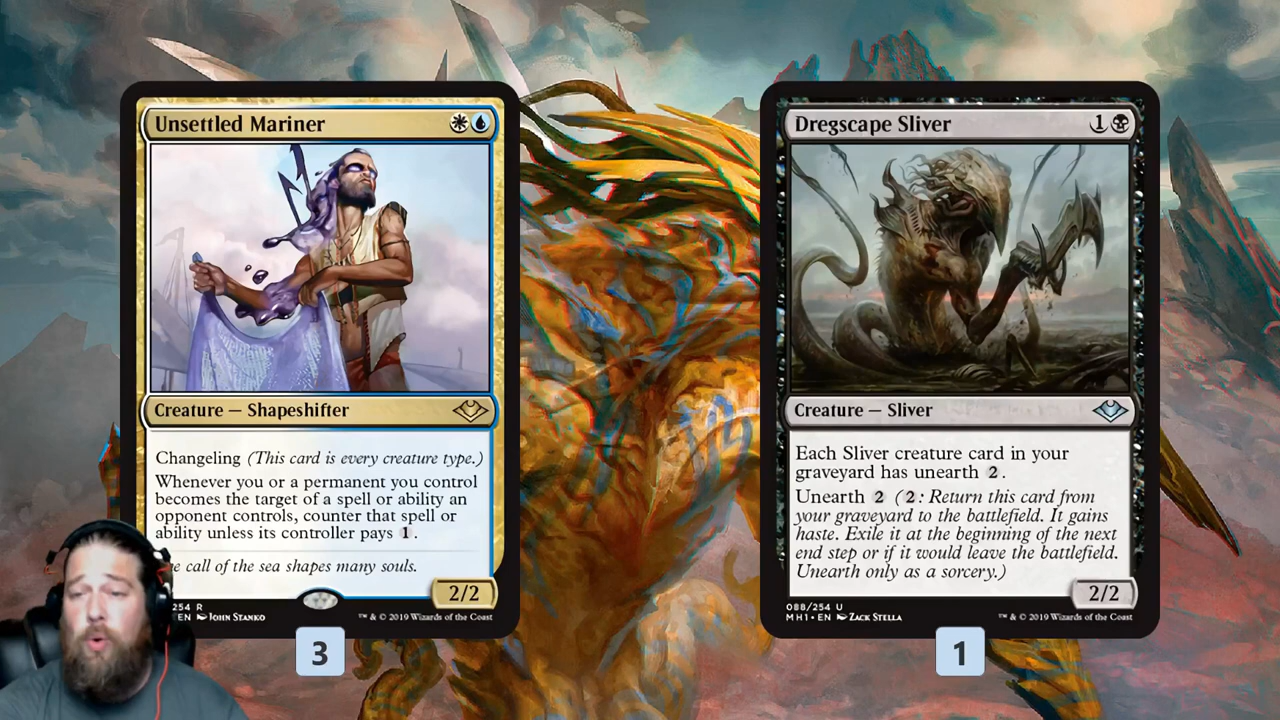 Unsettled Mariner
Creature — Shapeshifter
Changeling (This card is every creature type.)
Whenever you or a permanent you control
becomes the target of a spell or ability an
opponent controls, counter that spell or
ability unless its controller pays 1.
call of the sea shapes many souls.
2/2
254 R
EN JOHN STANKO
™ & © 2019 Wizards of the Coast
3
Dregscape Sliver
1
Creature — Sliver
Each Sliver creature card in your
graveyard has unearth 2.
Unearth 2 (2: Return this card from
your graveyard to the battlefield. It gains
haste. Exile it at the beginning of the next
end step or if it would leave the battlefield.
Unearth only as a sorcery.)
2/2
088/254 U
MH1 • EN ZACK STELLA
™ & © 2019 Wizards of the Coast
1